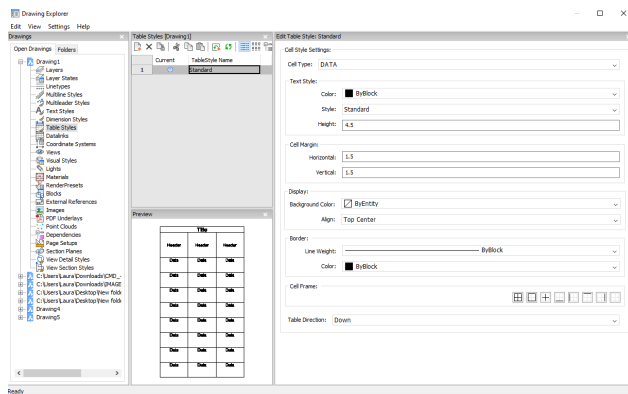 Drawing Explorer
Edit View Settings Help
Drawings
Open Drawings Folders
Drawing1
Layers
Layer States
Linetypes
Multiline Styles
Multileader Styles
Text Styles
Dimension Styles
Table Styles
Datalinks
Coordinate Systems
Views
Visual Styles
Lights
Materials
RenderPresets
Blocks
External References
Images
PDF Underlays
Point Clouds
Dependencies
Page Setups
Section Planes
View Detail Styles
View Section Styles
C:\Users\Laura\Downloads\CMD_-
C:\Users\Laura\Downloads\IMAGE
C:\Users\Laura\Desktop\New folde
C:\Users\Laura\Desktop\New folde
Drawing4
Drawing5
Table Styles [Drawing1]
Current TableStyle Name
1 Standard
Preview
Title
Header Header Header
Data Data Data
Data Data Data
Data Data Data
Data Data Data
Data Data Data
Data Data Data
Data Data Data
Data Data Data
Edit Table Style: Standard
Cell Style Settings:
Cell Type: DATA
Text Style:
Color: ByBlock
Style: Standard
Height: 4.5
Cell Margin:
Horizontal: 1.5
Vertical: 1.5
Display:
Background Color: ByEntity
Align: Top Center
Border:
Line Weight: ByBlock
Color: ByBlock
Cell Frame:
Table Direction: Down
Ready